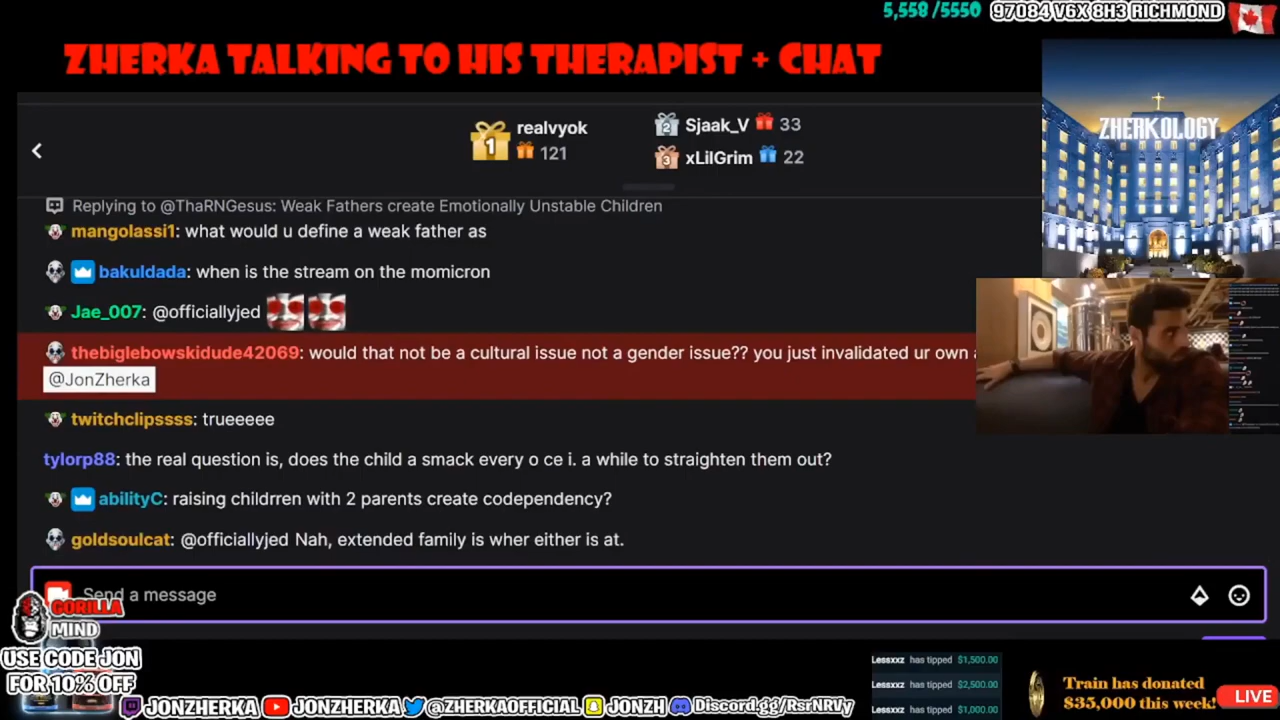 5,558 /5550
97084 V6X 8H3 RICHMOND
ZHERKA TALKING TO HIS THERAPIST + CHAT
ZHERKOLOGY
1 realvyok
121
2 Sjaak_V 33
3 xLilGrim 22
Replying to @ThaRNGesus: Weak Fathers create Emotionally Unstable Children
mangolassi1: what would u define a weak father as
bakuldada: when is the stream on the momicron
Jae_007: @officiallyjed
thebiglebowskidude42069: would that not be a cultural issue not a gender issue?? you just invalidated ur own
@JonZherka
twitchclipssss: trueeeee
tylorp88: the real question is, does the child a smack every o ce i. a while to straighten them out?
abilityC: raising childrren with 2 parents create codependency?
goldsoulcat: @officiallyjed Nah, extended family is wher either is at.
Send a message
GORILLA
MIND
USE CODE JON
FOR 10% OFF
JONZHERKA JONZHERKA @ZHERKAOFFICIAL JONZH Discord.gg/RsrNRVy
Lessxxz has tipped $1,500.00
Lessxxz has tipped $2,500.00
Lessxxz has tipped $1,000.00
Train has donated
$35,000 this week!
LIVE